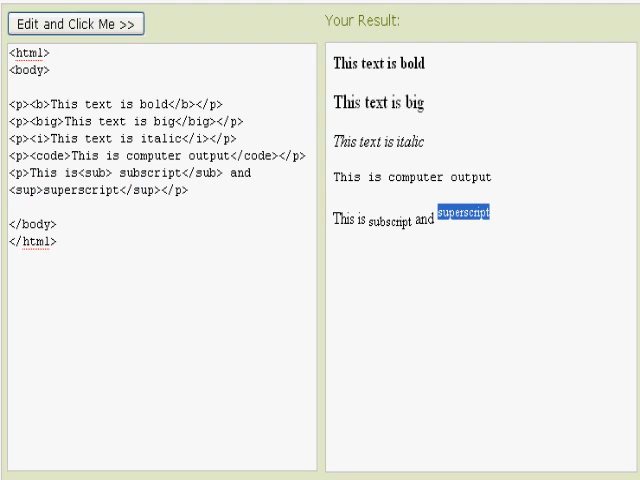 Edit and Click Me >>
Your Result:
<html>
<body>
<p><b>This text is bold</b></p>
<p><big>This text is big</big></p>
<p><i>This text is italic</i></p>
<p><code>This is computer output</code></p>
<p>This is<sub> subscript</sub> and
<sup>superscript</sup></p>
</body>
</html>
This text is bold
This text is big
This text is italic
This is computer output
This is subscript and superscript